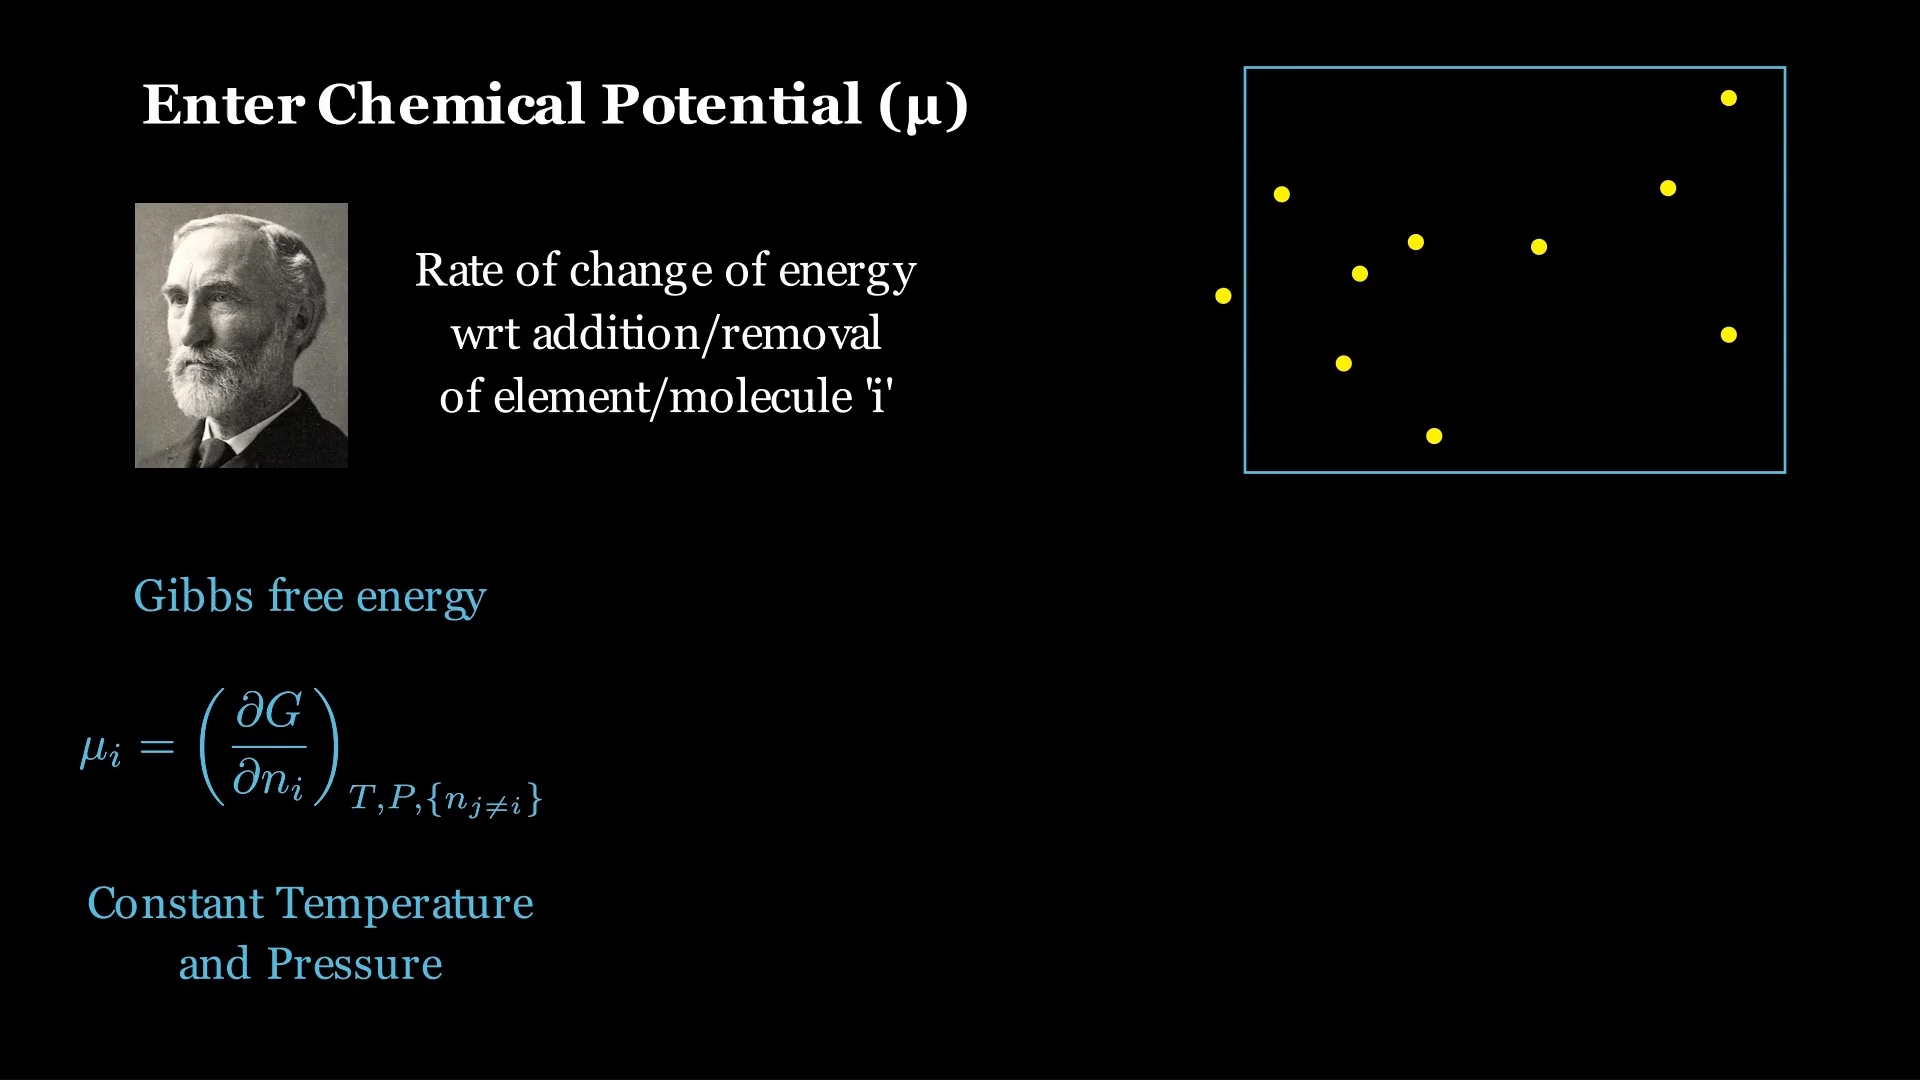 Enter Chemical Potential (μ)
Rate of change of energy
wrt addition/removal
of element/molecule 'i'
Gibbs free energy
μ_i = (∂G/∂n_i)_{T,P,{n_{j≠i}}}
Constant Temperature
and Pressure